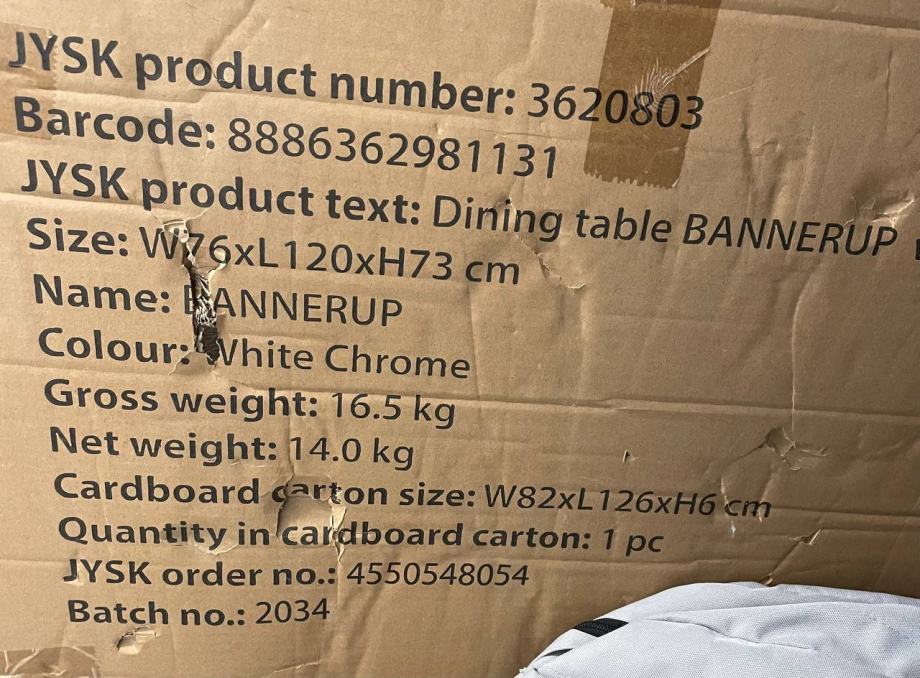 JYSK product number: 3620803
Barcode: 8886362981131
JYSK product text: Dining table BANNERUP
Size: W76xL120xH73 cm
Name: BANNERUP
Colour: White Chrome
Gross weight: 16.5 kg
Net weight: 14.0 kg
Cardboard carton size: W82xL126xH6 cm
Quantity in cardboard carton: 1 pc
JYSK order no.: 4550548054
Batch no.: 2034